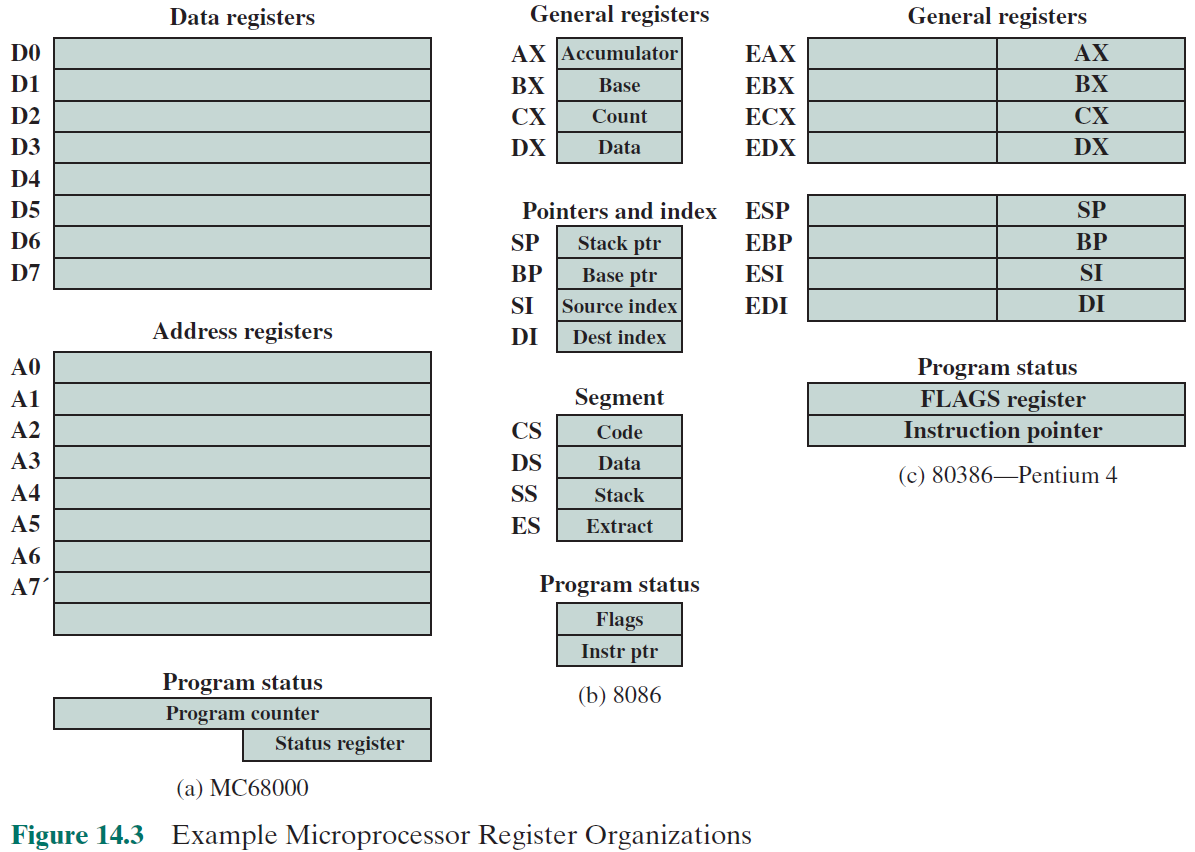 Data registers
D0
D1
D2
D3
D4
D5
D6
D7
Address registers
A0
A1
A2
A3
A4
A5
A6
A7´
Program status
Program counter
Status register
(a) MC68000
General registers
AX Accumulator
BX Base
CX Count
DX Data
Pointers and index
SP Stack ptr
BP Base ptr
SI Source index
DI Dest index
Segment
CS Code
DS Data
SS Stack
ES Extract
Program status
Flags
Instr ptr
(b) 8086
General registers
EAX AX
EBX BX
ECX CX
EDX DX
ESP SP
EBP BP
ESI SI
EDI DI
Program status
FLAGS register
Instruction pointer
(c) 80386—Pentium 4
Figure 14.3 Example Microprocessor Register Organizations